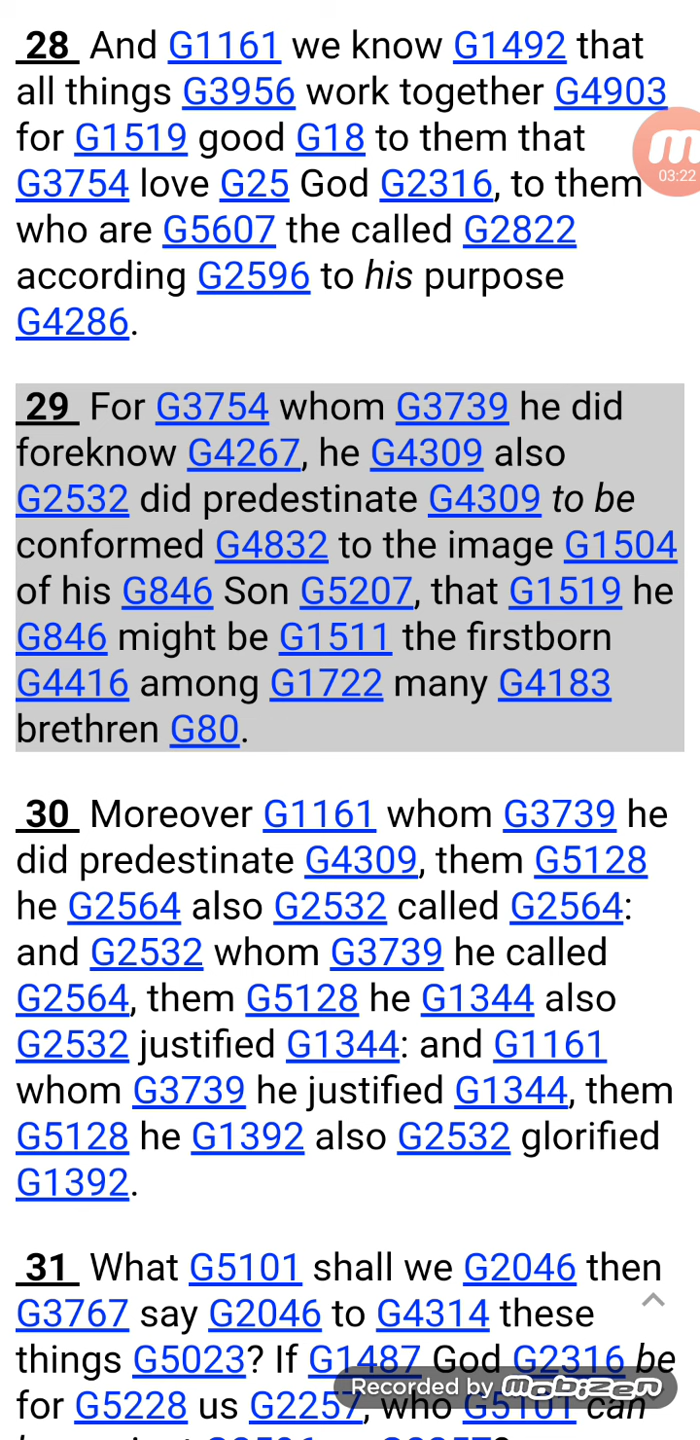 28 And G1161 we know G1492 that
all things G3956 work together G4903
for G1519 good G18 to them that
G3754 love G25 God G2316, to them
who are G5607 the called G2822
according G2596 to his purpose
G4286.
03:22
29 For G3754 whom G3739 he did
foreknow G4267, he G4309 also
G2532 did predestinate G4309 to be
conformed G4832 to the image G1504
of his G846 Son G5207, that G1519 he
G846 might be G1511 the firstborn
G4416 among G1722 many G4183
brethren G80.
30 Moreover G1161 whom G3739 he
did predestinate G4309, them G5128
he G2564 also G2532 called G2564:
and G2532 whom G3739 he called
G2564, them G5128 he G1344 also
G2532 justified G1344: and G1161
whom G3739 he justified G1344, them
G5128 he G1392 also G2532 glorified
G1392.
31 What G5101 shall we G2046 then
G3767 say G2046 to G4314 these
things G5023? If G1487 God G2316 be
for G5228 us G2257, who G5101 can
Recorded by mobizen